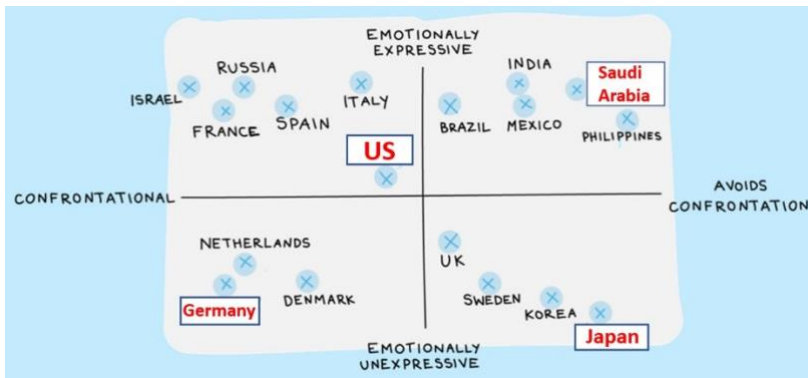 EMOTIONALLY
EXPRESSIVE
RUSSIA
INDIA
Saudi
Arabia
ISRAEL
ITALY
FRANCE
SPAIN
BRAZIL
MEXICO
PHILIPPINES
US
CONFRONTATIONAL
AVOIDS
CONFRONTATION
NETHERLANDS
UK
Germany
DENMARK
SWEDEN
KOREA
Japan
EMOTIONALLY
UNEXPRESSIVE